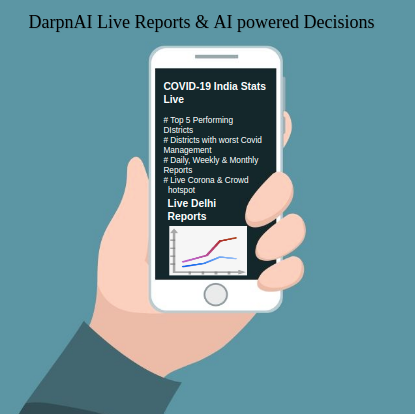 DarpnAI Live Reports & AI powered Decisions
COVID-19 India Stats
Live
# Top 5 Performing
DIstricts
# Districts with worst Covid
Management
# Daily, Weekly & Monthly
Reports
# Live Corona & Crowd
hotspot
Live Delhi
Reports